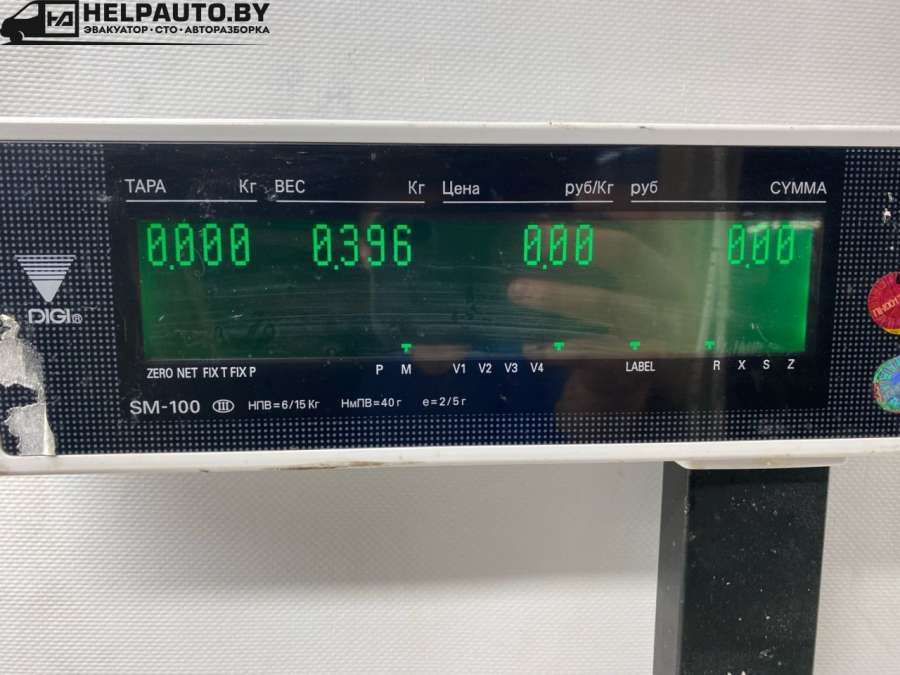 HELPAUTO.BY
ЭВАКУАТОР · СТО · АВТОРАЗБОРКА
ТАРА Кг ВЕС Кг Цена руб/Кг руб СУММА
0.000 0.396 0.00 0.00
DIGI®
ZERO NET FIX T FIX P P M V1 V2 V3 V4 LABEL R X S Z
SM-100 III НПВ=6/15 Кг НмПВ=40 г е=2/5 г